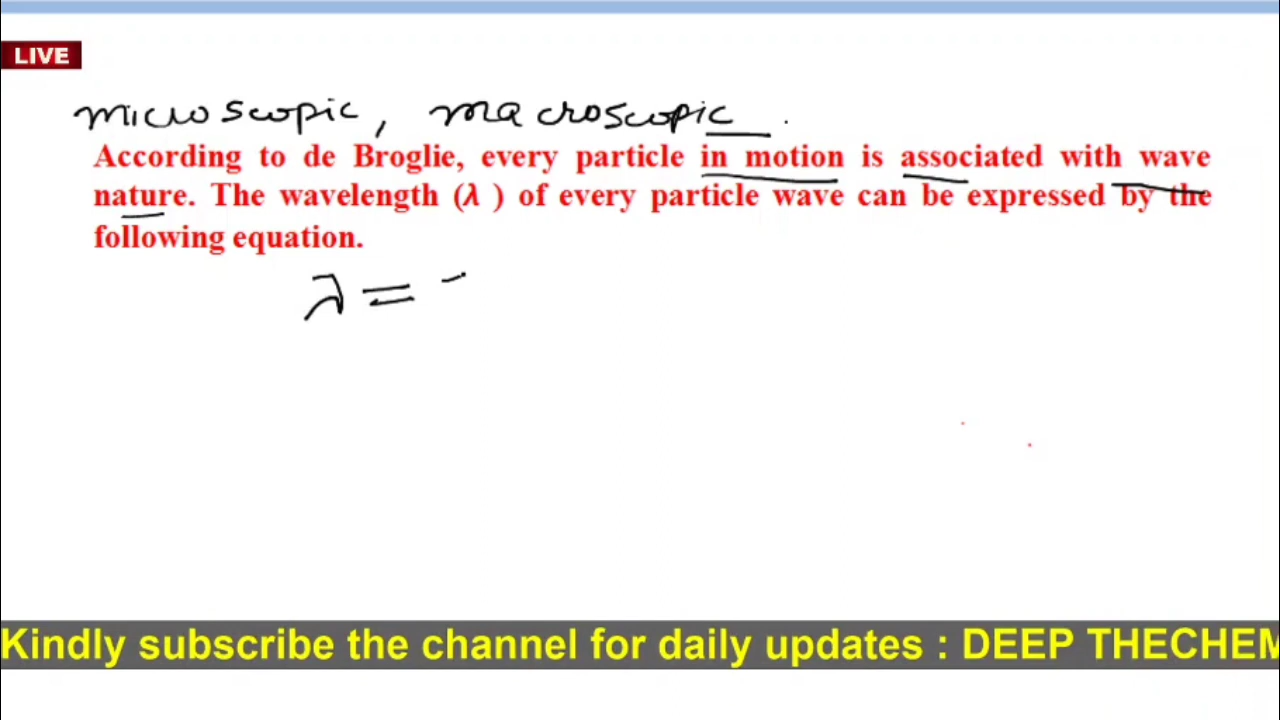 LIVE
microscopic, macroscopic.
According to de Broglie, every particle in motion is associated with wave
nature. The wavelength (λ ) of every particle wave can be expressed by the
following equation.
λ =
Kindly subscribe the channel for daily updates : DEEP THECHEM